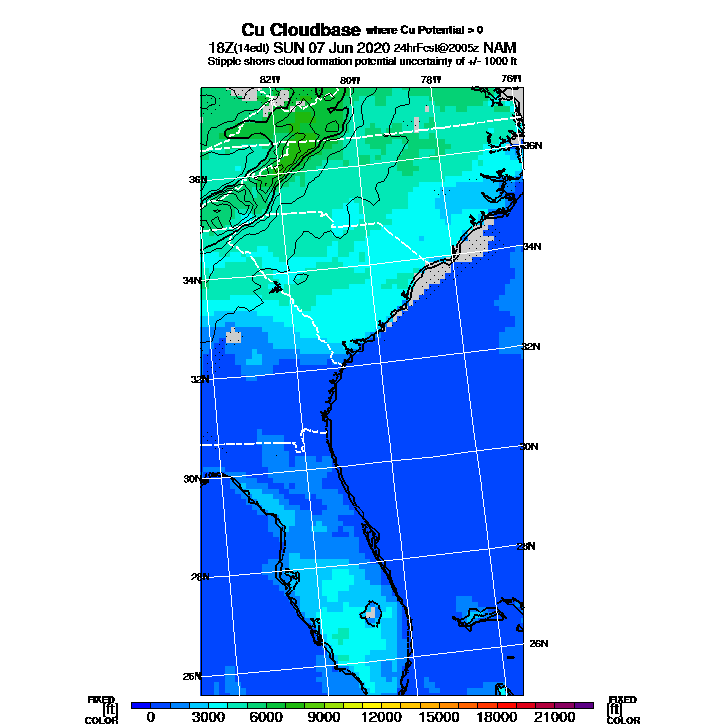 Cu Cloudbase where Cu Potential > 0
18Z(14edt) SUN 07 Jun 2020 24hrFcst@2005z NAM
Stipple shows cloud formation potential uncertainty of +/- 1000 ft
82W 80W 78W 76W
36N
36N
34N
34N
32N
32N
30N
30N
28N
28N
26N
26N
FIXED FIXED
[ft] [ft]
COLOR 0 3000 6000 9000 12000 15000 18000 21000 COLOR